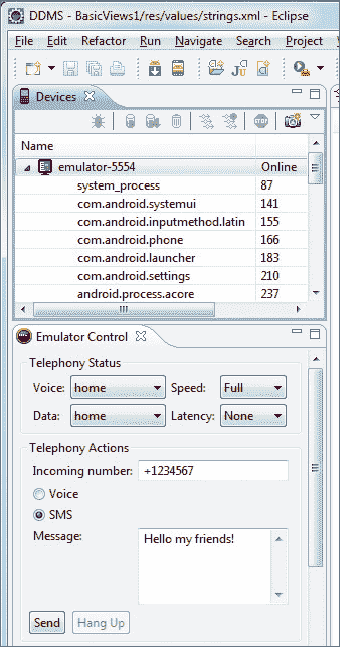 DDMS - BasicViews1/res/values/strings.xml - Eclipse
File Edit Refactor Run Navigate Search Project
Devices
STOP
Name
emulator-5554 Online
system_process 87
com.android.systemui 141
com.android.inputmethod.latin 155
com.android.phone 166
com.android.launcher 183
com.android.settings 210
android.process.acore 237
Emulator Control
Telephony Status
Voice: home Speed: Full
Data: home Latency: None
Telephony Actions
Incoming number: +1234567
Voice
SMS
Message: Hello my friends!
Send Hang Up